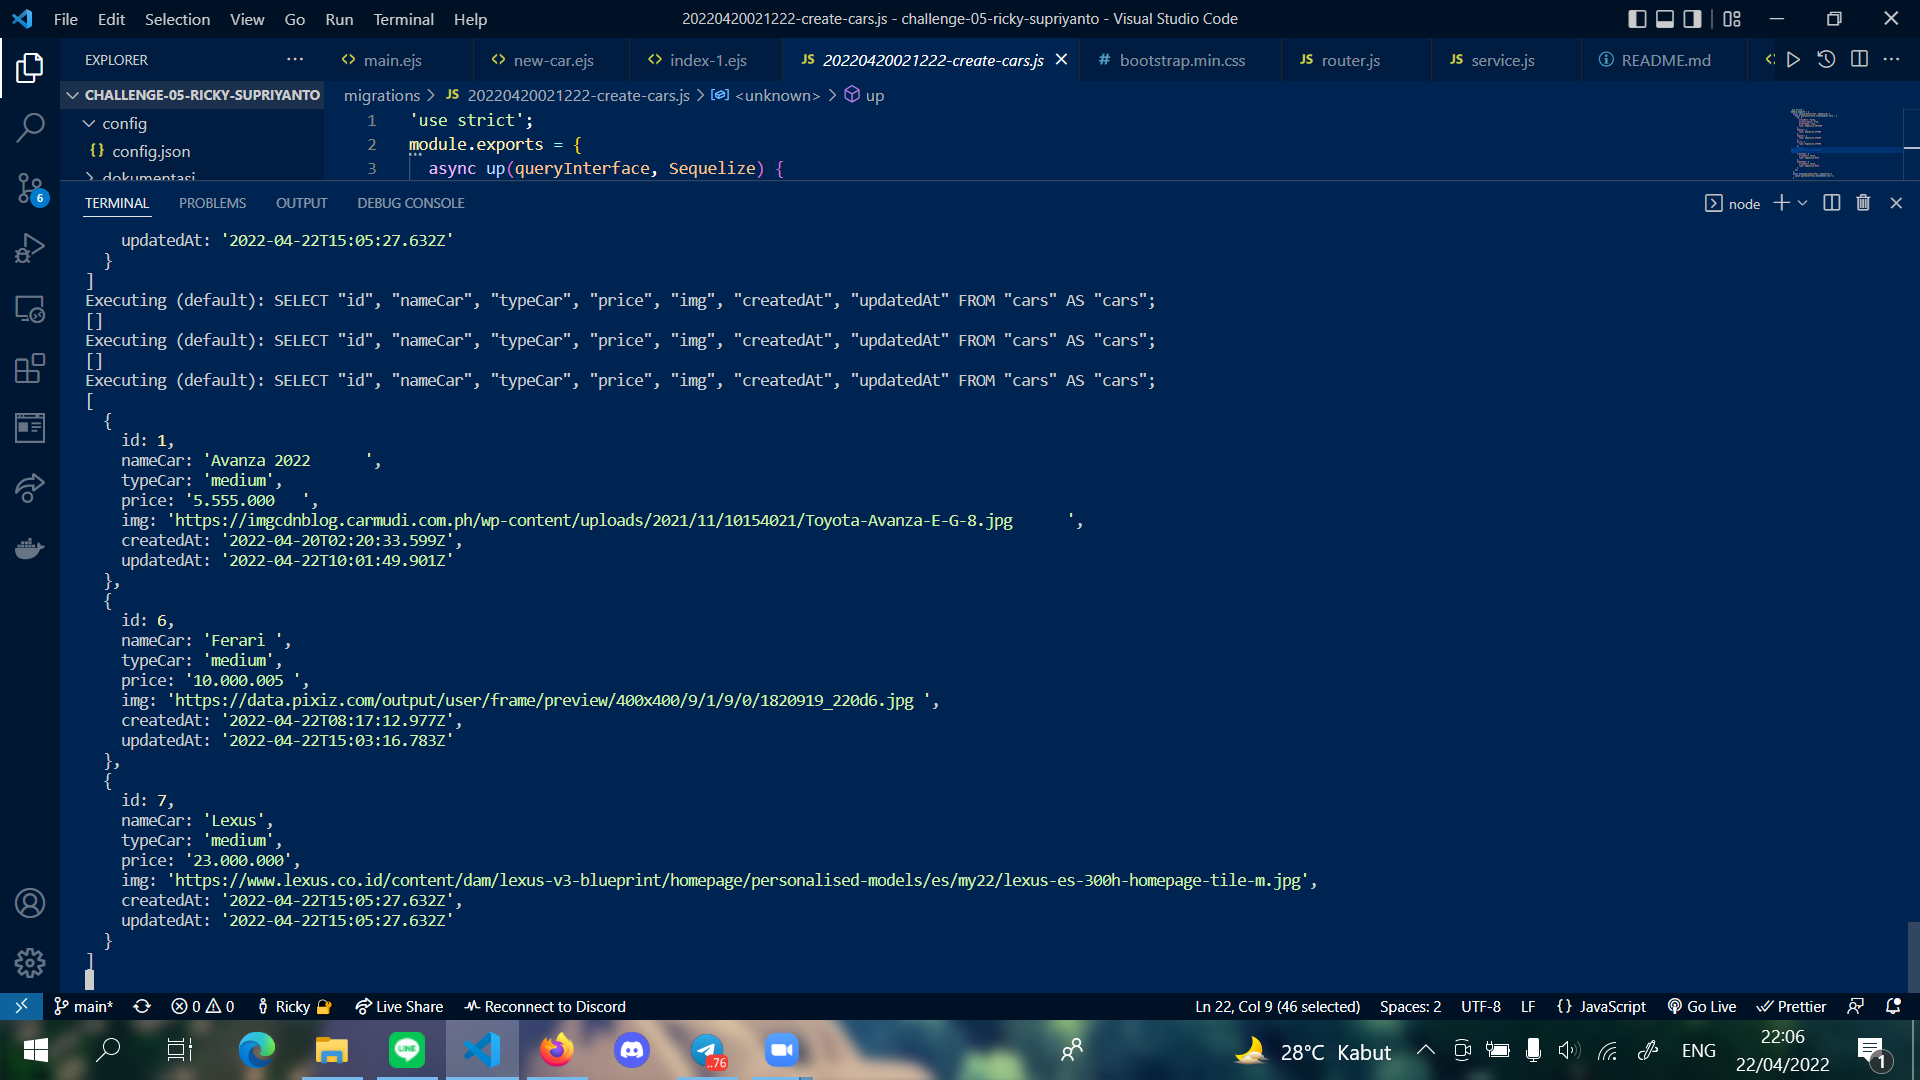 File Edit Selection View Go Run Terminal Help 20220420021222-create-cars.js - challenge-05-ricky-supriyanto - Visual Studio Code
EXPLORER ··· main.ejs new-car.ejs index-1.ejs JS 20220420021222-create-cars.js # bootstrap.min.css JS router.js JS service.js README.md ···
CHALLENGE-05-RICKY-SUPRIYANTO migrations > JS 20220420021222-create-cars.js > <unknown> > up
config
{} config.json
dokumentasi
1 'use strict';
2 module.exports = {
3 async up(queryInterface, Sequelize) {
6
TERMINAL PROBLEMS OUTPUT DEBUG CONSOLE node
updatedAt: '2022-04-22T15:05:27.632Z'
}
]
Executing (default): SELECT "id", "nameCar", "typeCar", "price", "img", "createdAt", "updatedAt" FROM "cars" AS "cars";
[]
Executing (default): SELECT "id", "nameCar", "typeCar", "price", "img", "createdAt", "updatedAt" FROM "cars" AS "cars";
[]
Executing (default): SELECT "id", "nameCar", "typeCar", "price", "img", "createdAt", "updatedAt" FROM "cars" AS "cars";
[
{
id: 1,
nameCar: 'Avanza 2022      ',
typeCar: 'medium',
price: '5.555.000   ',
img: 'https://imgcdnblog.carmudi.com.ph/wp-content/uploads/2021/11/10154021/Toyota-Avanza-E-G-8.jpg      ',
createdAt: '2022-04-20T02:20:33.599Z',
updatedAt: '2022-04-22T10:01:49.901Z'
},
{
id: 6,
nameCar: 'Ferari ',
typeCar: 'medium',
price: '10.000.005 ',
img: 'https://data.pixiz.com/output/user/frame/preview/400x400/9/1/9/0/1820919_220d6.jpg ',
createdAt: '2022-04-22T08:17:12.977Z',
updatedAt: '2022-04-22T15:03:16.783Z'
},
{
id: 7,
nameCar: 'Lexus',
typeCar: 'medium',
price: '23.000.000',
img: 'https://www.lexus.co.id/content/dam/lexus-v3-blueprint/homepage/personalised-models/es/my22/lexus-es-300h-homepage-tile-m.jpg',
createdAt: '2022-04-22T15:05:27.632Z',
updatedAt: '2022-04-22T15:05:27.632Z'
}
]
main* 0 0 Ricky Live Share Reconnect to Discord Ln 22, Col 9 (46 selected) Spaces: 2 UTF-8 LF {} JavaScript Go Live Prettier
LINE .76 28°C Kabut ENG 22:06
22/04/2022 1